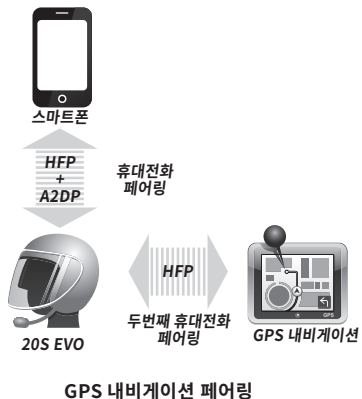 스마트폰
HFP
+
A2DP
휴대전화
페어링
HFP
두번째 휴대전화
페어링
20S EVO
GPS
GPS 내비게이션
GPS 내비게이션 페어링